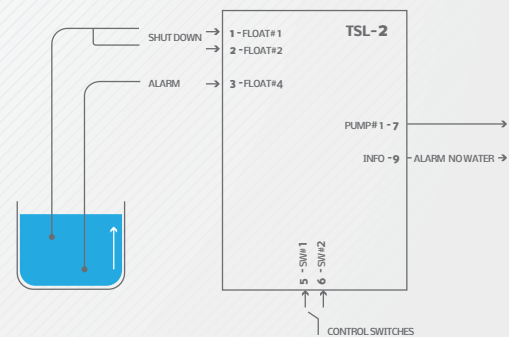 TSL-2
SHUT DOWN
1 - FLOAT#1
2 - FLOAT#2
ALARM
3 - FLOAT#4
PUMP#1 - 7
INFO - 9
ALARM NO WATER
5 - SW#1
6 - SW#2
CONTROL SWITCHES